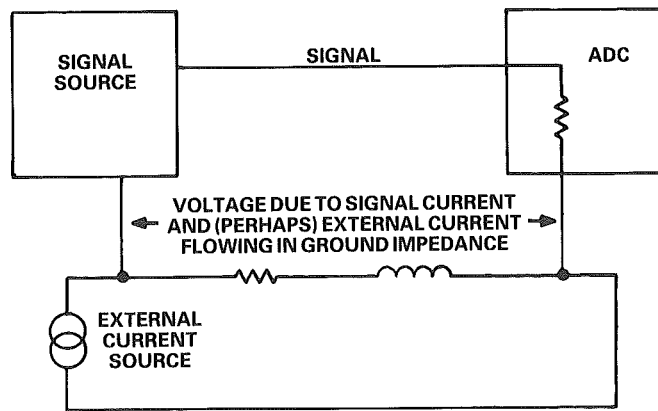 SIGNAL
SOURCE
SIGNAL
ADC
VOLTAGE DUE TO SIGNAL CURRENT
AND (PERHAPS) EXTERNAL CURRENT
FLOWING IN GROUND IMPEDANCE
EXTERNAL
CURRENT
SOURCE